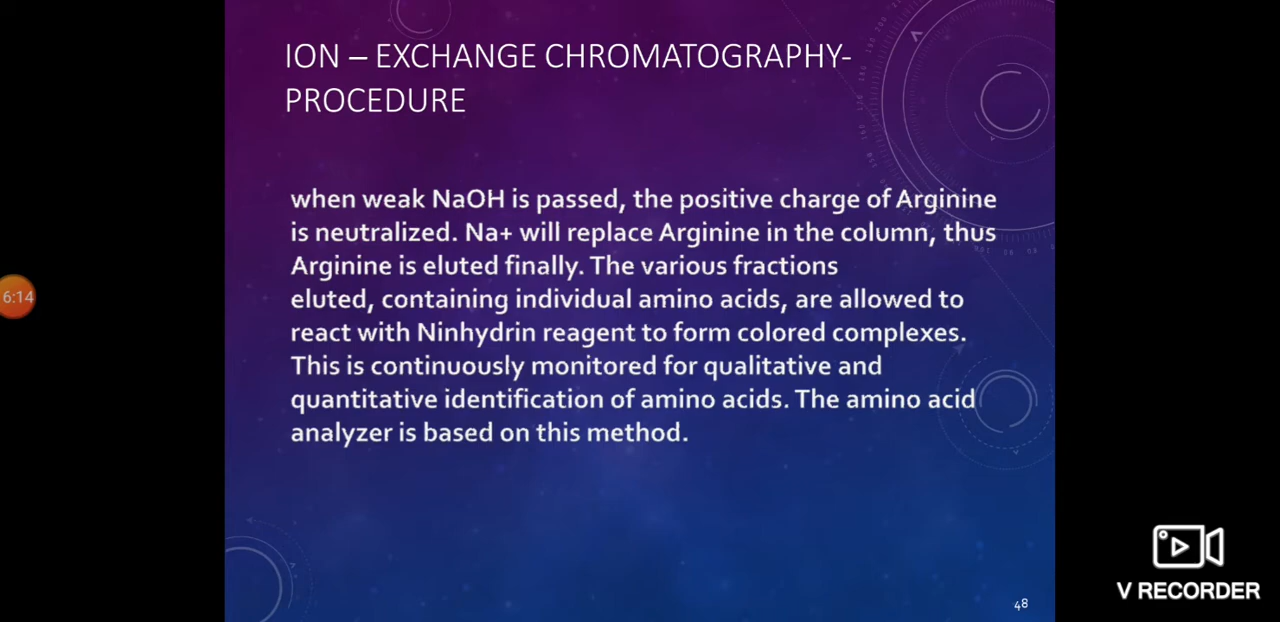 ION – EXCHANGE CHROMATOGRAPHY-
PROCEDURE
when weak NaOH is passed, the positive charge of Arginine
is neutralized. Na+ will replace Arginine in the column, thus
Arginine is eluted finally. The various fractions
eluted, containing individual amino acids, are allowed to
react with Ninhydrin reagent to form colored complexes.
This is continuously monitored for qualitative and
quantitative identification of amino acids. The amino acid
analyzer is based on this method.
6:14
V RECORDER
48